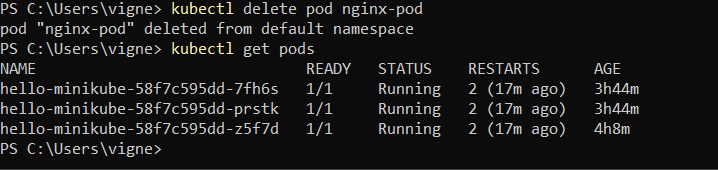 PS C:\Users\vigne> kubectl delete pod nginx-pod
pod "nginx-pod" deleted from default namespace
PS C:\Users\vigne> kubectl get pods
NAME READY STATUS RESTARTS AGE
hello-minikube-58f7c595dd-7fh6s 1/1 Running 2 (17m ago) 3h44m
hello-minikube-58f7c595dd-prstk 1/1 Running 2 (17m ago) 3h44m
hello-minikube-58f7c595dd-z5f7d 1/1 Running 2 (17m ago) 4h8m
PS C:\Users\vigne>